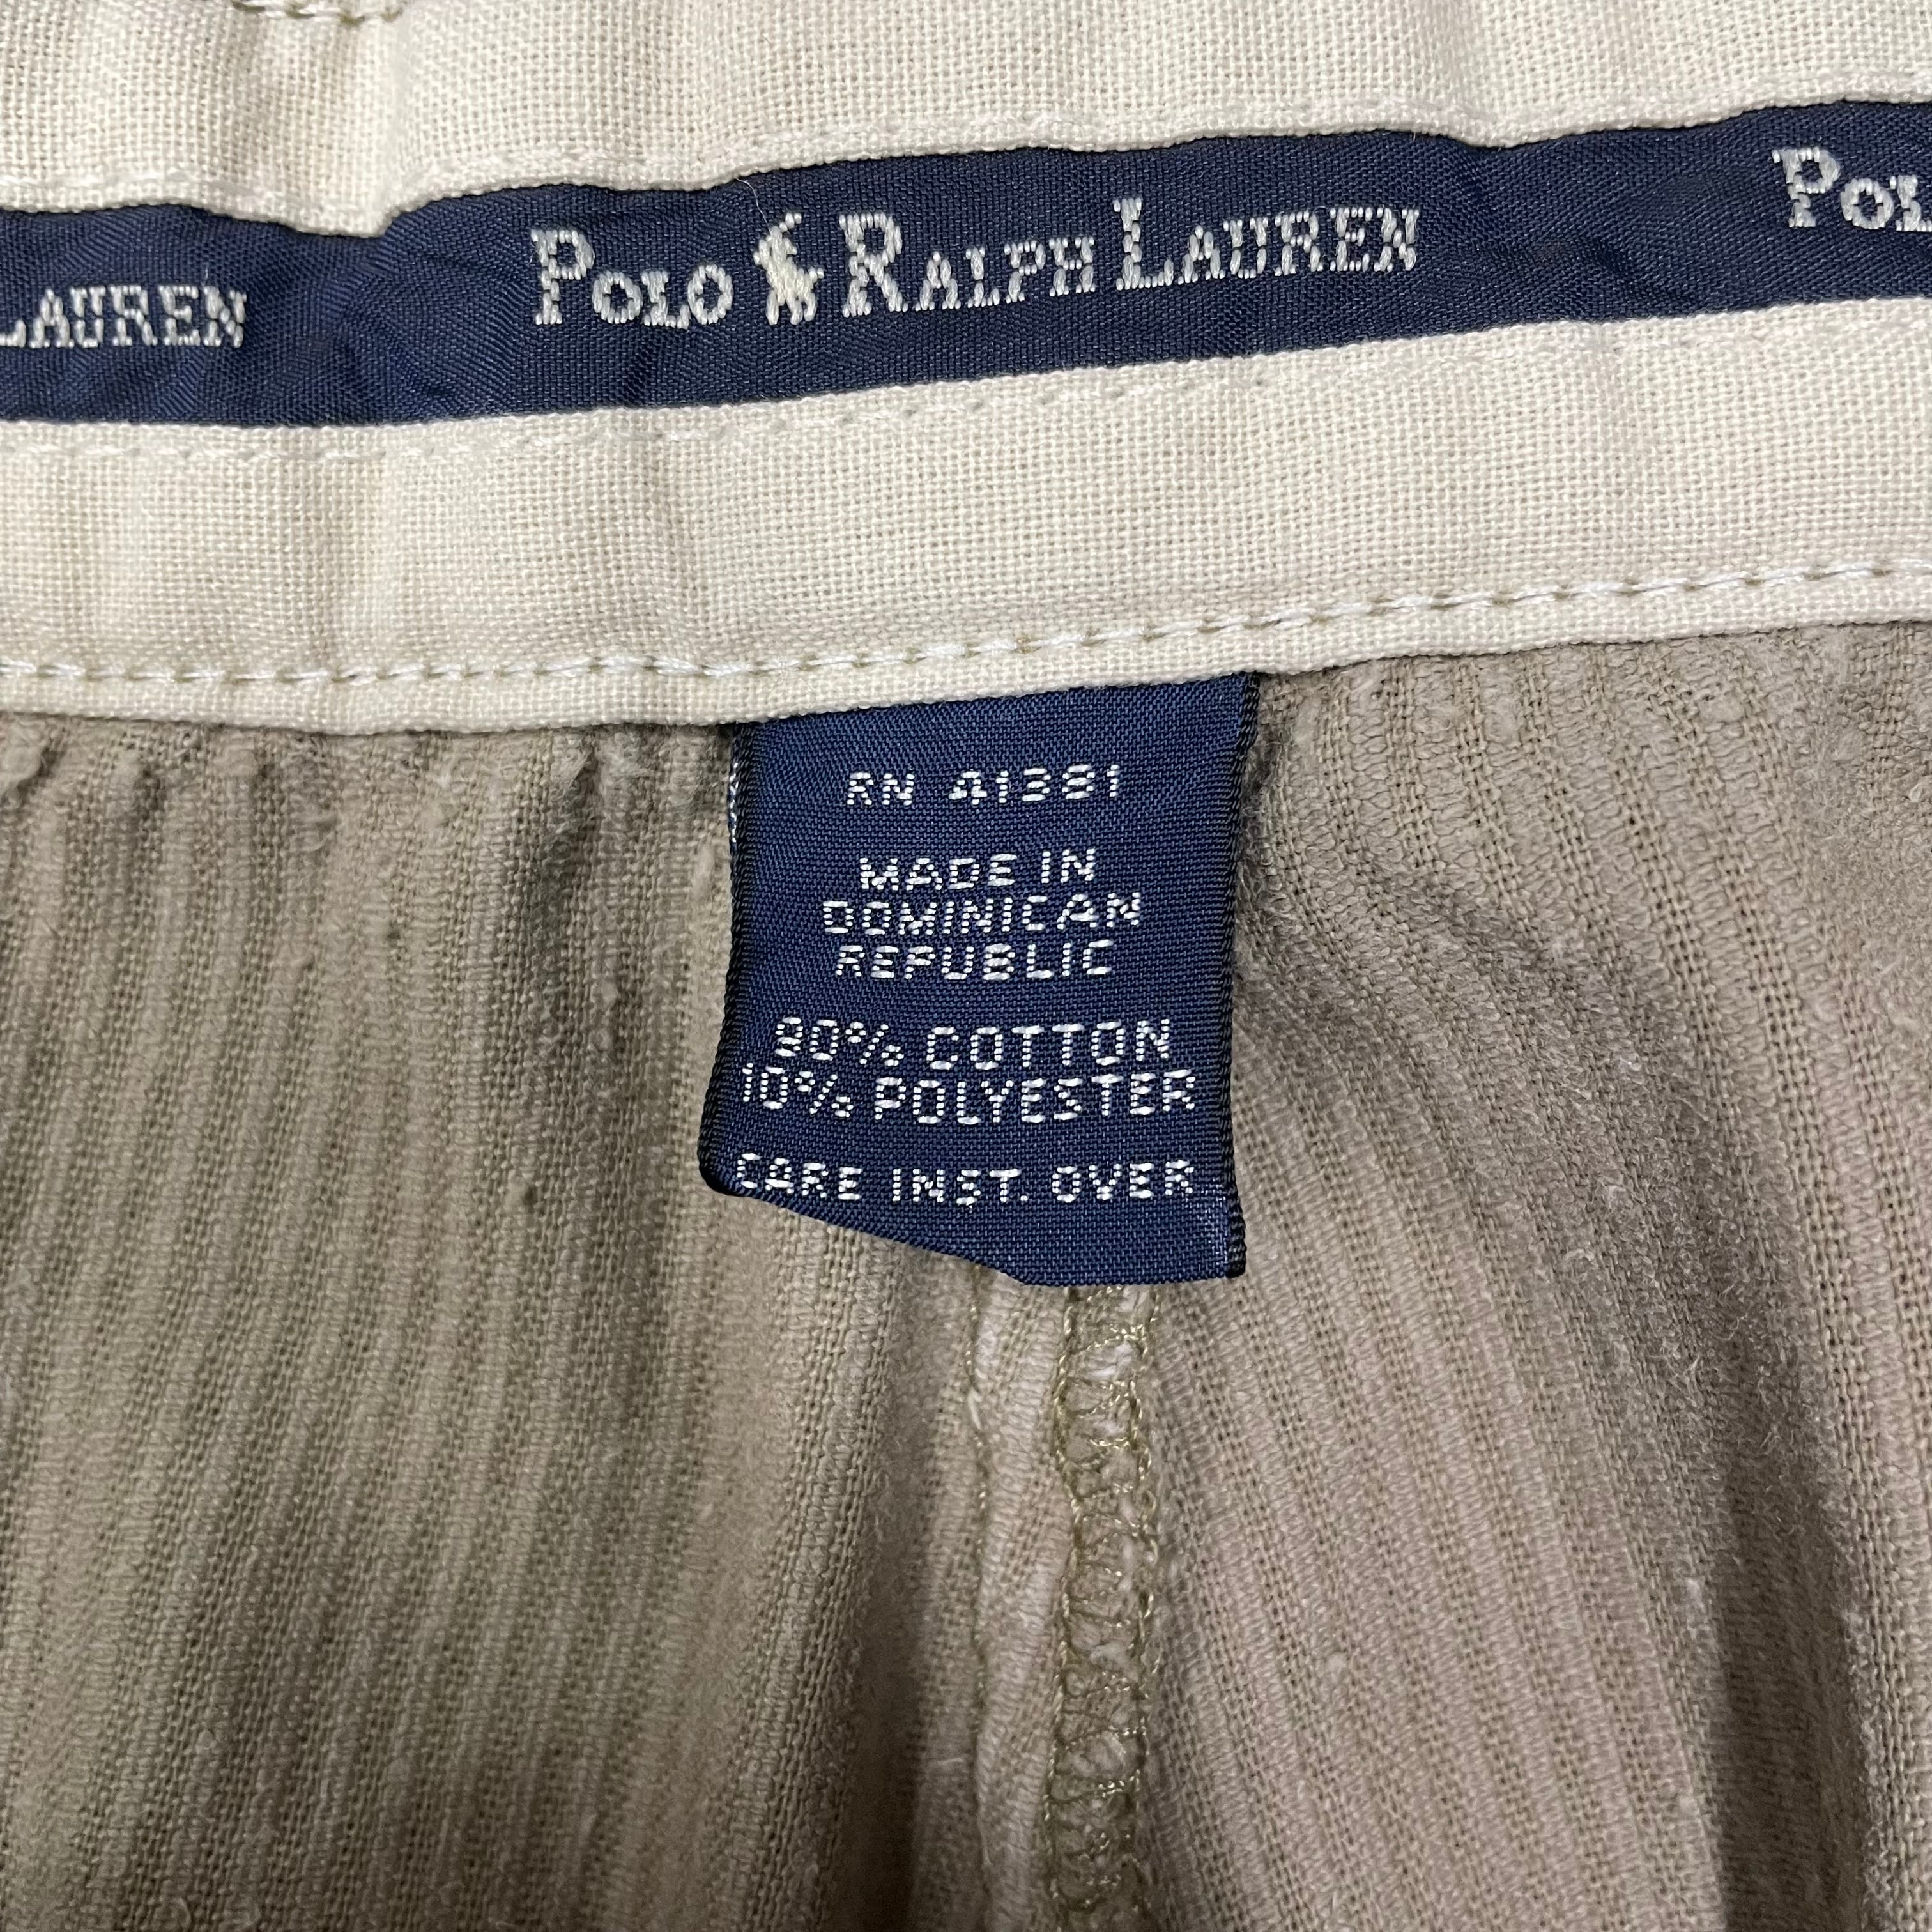 LAUREN POLO RALPH LAUREN POL
RN 41381
MADE IN
DOMINICAN
REPUBLIC
90% COTTON
10% POLYESTER
CARE INST. OVER